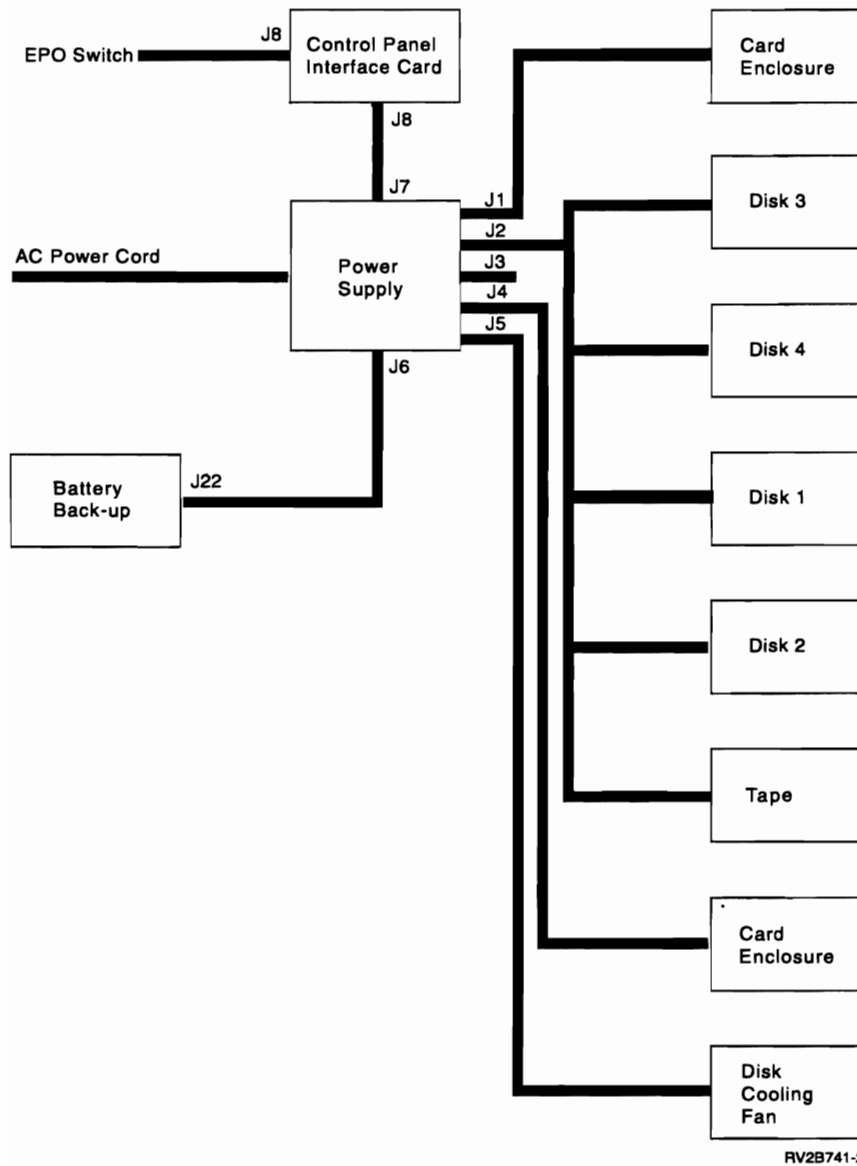 J8
EPO Switch
Control Panel
Interface Card
Card
Enclosure
J8
J7
J1
Disk 3
J2
AC Power Cord
Power
Supply
J3
J4
J5
Disk 4
J6
Battery
Back-up
J22
Disk 1
Disk 2
Tape
Card
Enclosure
Disk
Cooling
Fan